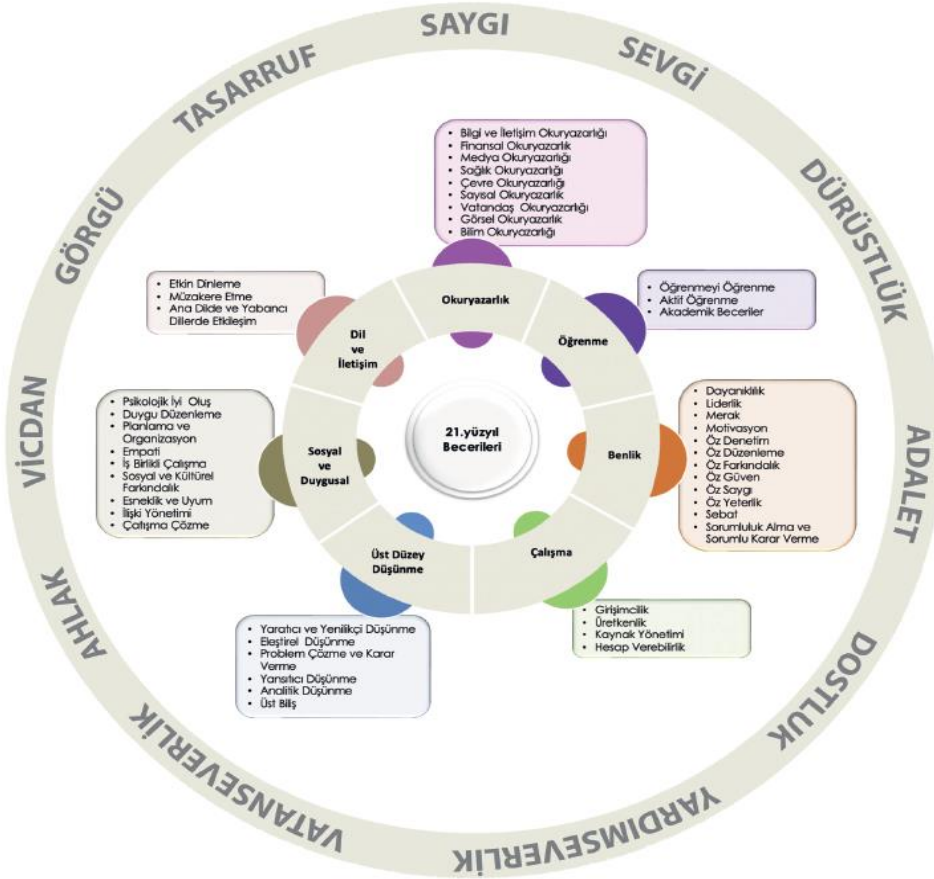 SAYGI
SEVGİ
DÜRÜSTLÜK
ADALET
DOSTLUK
YARDIMSEVERLİK
VATANSEVERLİK
AHLAK
VİCDAN
GÖRGÜ
TASARRUF
• Bilgi ve İletişim Okuryazarlığı
• Finansal Okuryazarlık
• Medya Okuryazarlığı
• Sağlık Okuryazarlığı
• Çevre Okuryazarlığı
• Sayısal Okuryazarlık
• Vatandaş Okuryazarlığı
• Görsel Okuryazarlık
• Bilim Okuryazarlığı
• Etkin Dinleme
• Müzakere Etme
• Ana Dilde ve Yabancı
Dillerde Etkileşim
• Öğrenmeyi Öğrenme
• Aktif Öğrenme
• Akademik Beceriler
Okuryazarlık
Dil
ve
İletişim
Öğrenme
• Psikolojik İyi Oluş
• Duygu Düzenleme
• Planlama ve
Organizasyon
• Empati
• İş Birlikli Çalışma
• Sosyal ve Kültürel
Farkındalık
• Esneklik ve Uyum
• İlişki Yönetimi
• Çatışma Çözme
Sosyal
ve
Duygusal
21.yüzyıl
Becerileri
Benlik
• Dayanıklılık
• Liderlik
• Merak
• Motivasyon
• Öz Denetim
• Öz Düzenleme
• Öz Farkındalık
• Öz Güven
• Öz Saygı
• Öz Yeterlik
• Sebat
• Sorumluluk Alma ve
Sorumlu Karar Verme
Üst Düzey
Düşünme
Çalışma
• Yaratıcı ve Yenilikçi Düşünme
• Eleştirel Düşünme
• Problem Çözme ve Karar
Verme
• Yansıtıcı Düşünme
• Analitik Düşünme
• Üst Biliş
• Girişimcilik
• Üretkenlik
• Kaynak Yönetimi
• Hesap Verebilirlik